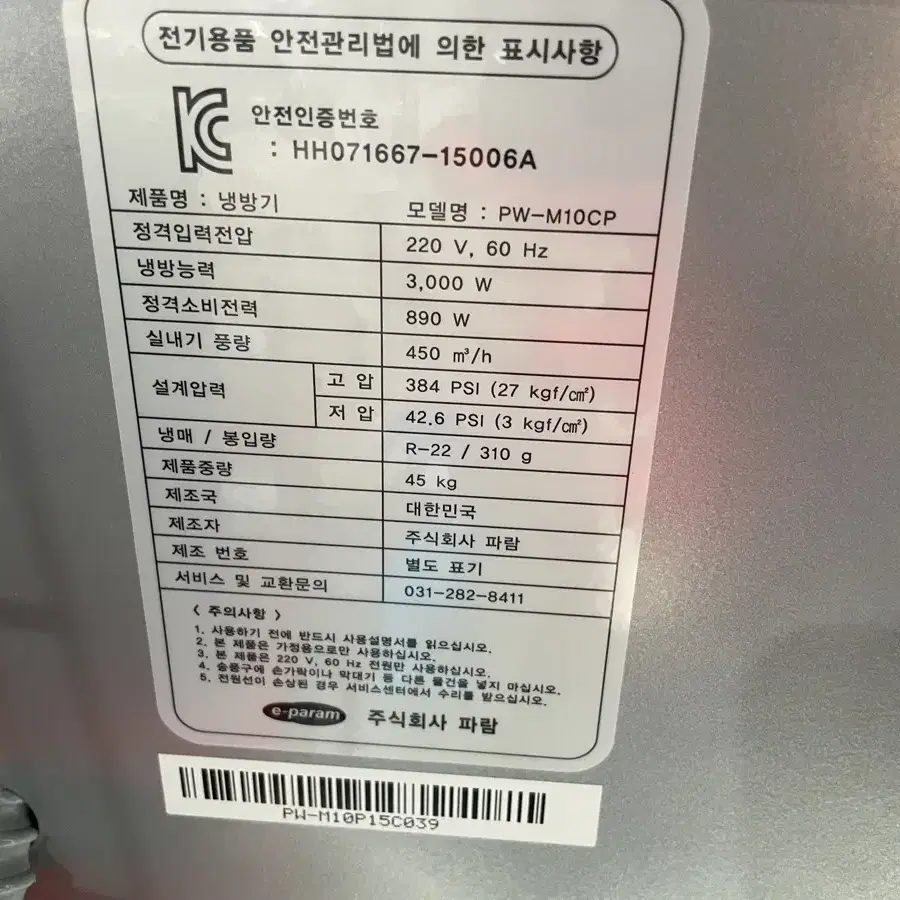 전기용품 안전관리법에 의한 표시사항
KC 안전인증번호
: HH071667-15006A
제품명 : 냉방기 모델명 : PW-M10CP
정격입력전압 220 V, 60 Hz
냉방능력 3,000 W
정격소비전력 890 W
실내기 풍량 450 ㎥/h
설계압력 고 압 384 PSI (27 kgf/㎠)
저 압 42.6 PSI (3 kgf/㎠)
냉매 / 봉입량 R-22 / 310 g
제품중량 45 kg
제조국 대한민국
제조자 주식회사 파람
제조 번호 별도 표기
서비스 및 교환문의 031-282-8411
< 주의사항 >
1. 사용하기 전에 반드시 사용설명서를 읽으십시오.
2. 본 제품은 가정용으로만 사용하십시오.
3. 본 제품은 220 V, 60 Hz 전원만 사용하십시오.
4. 송풍구에 손가락이나 막대기 등 다른 물건을 넣지 마십시오.
5. 전원선이 손상된 경우 서비스센터에서 수리를 받으십시오.
e-param 주식회사 파람
PW-M10P15C039